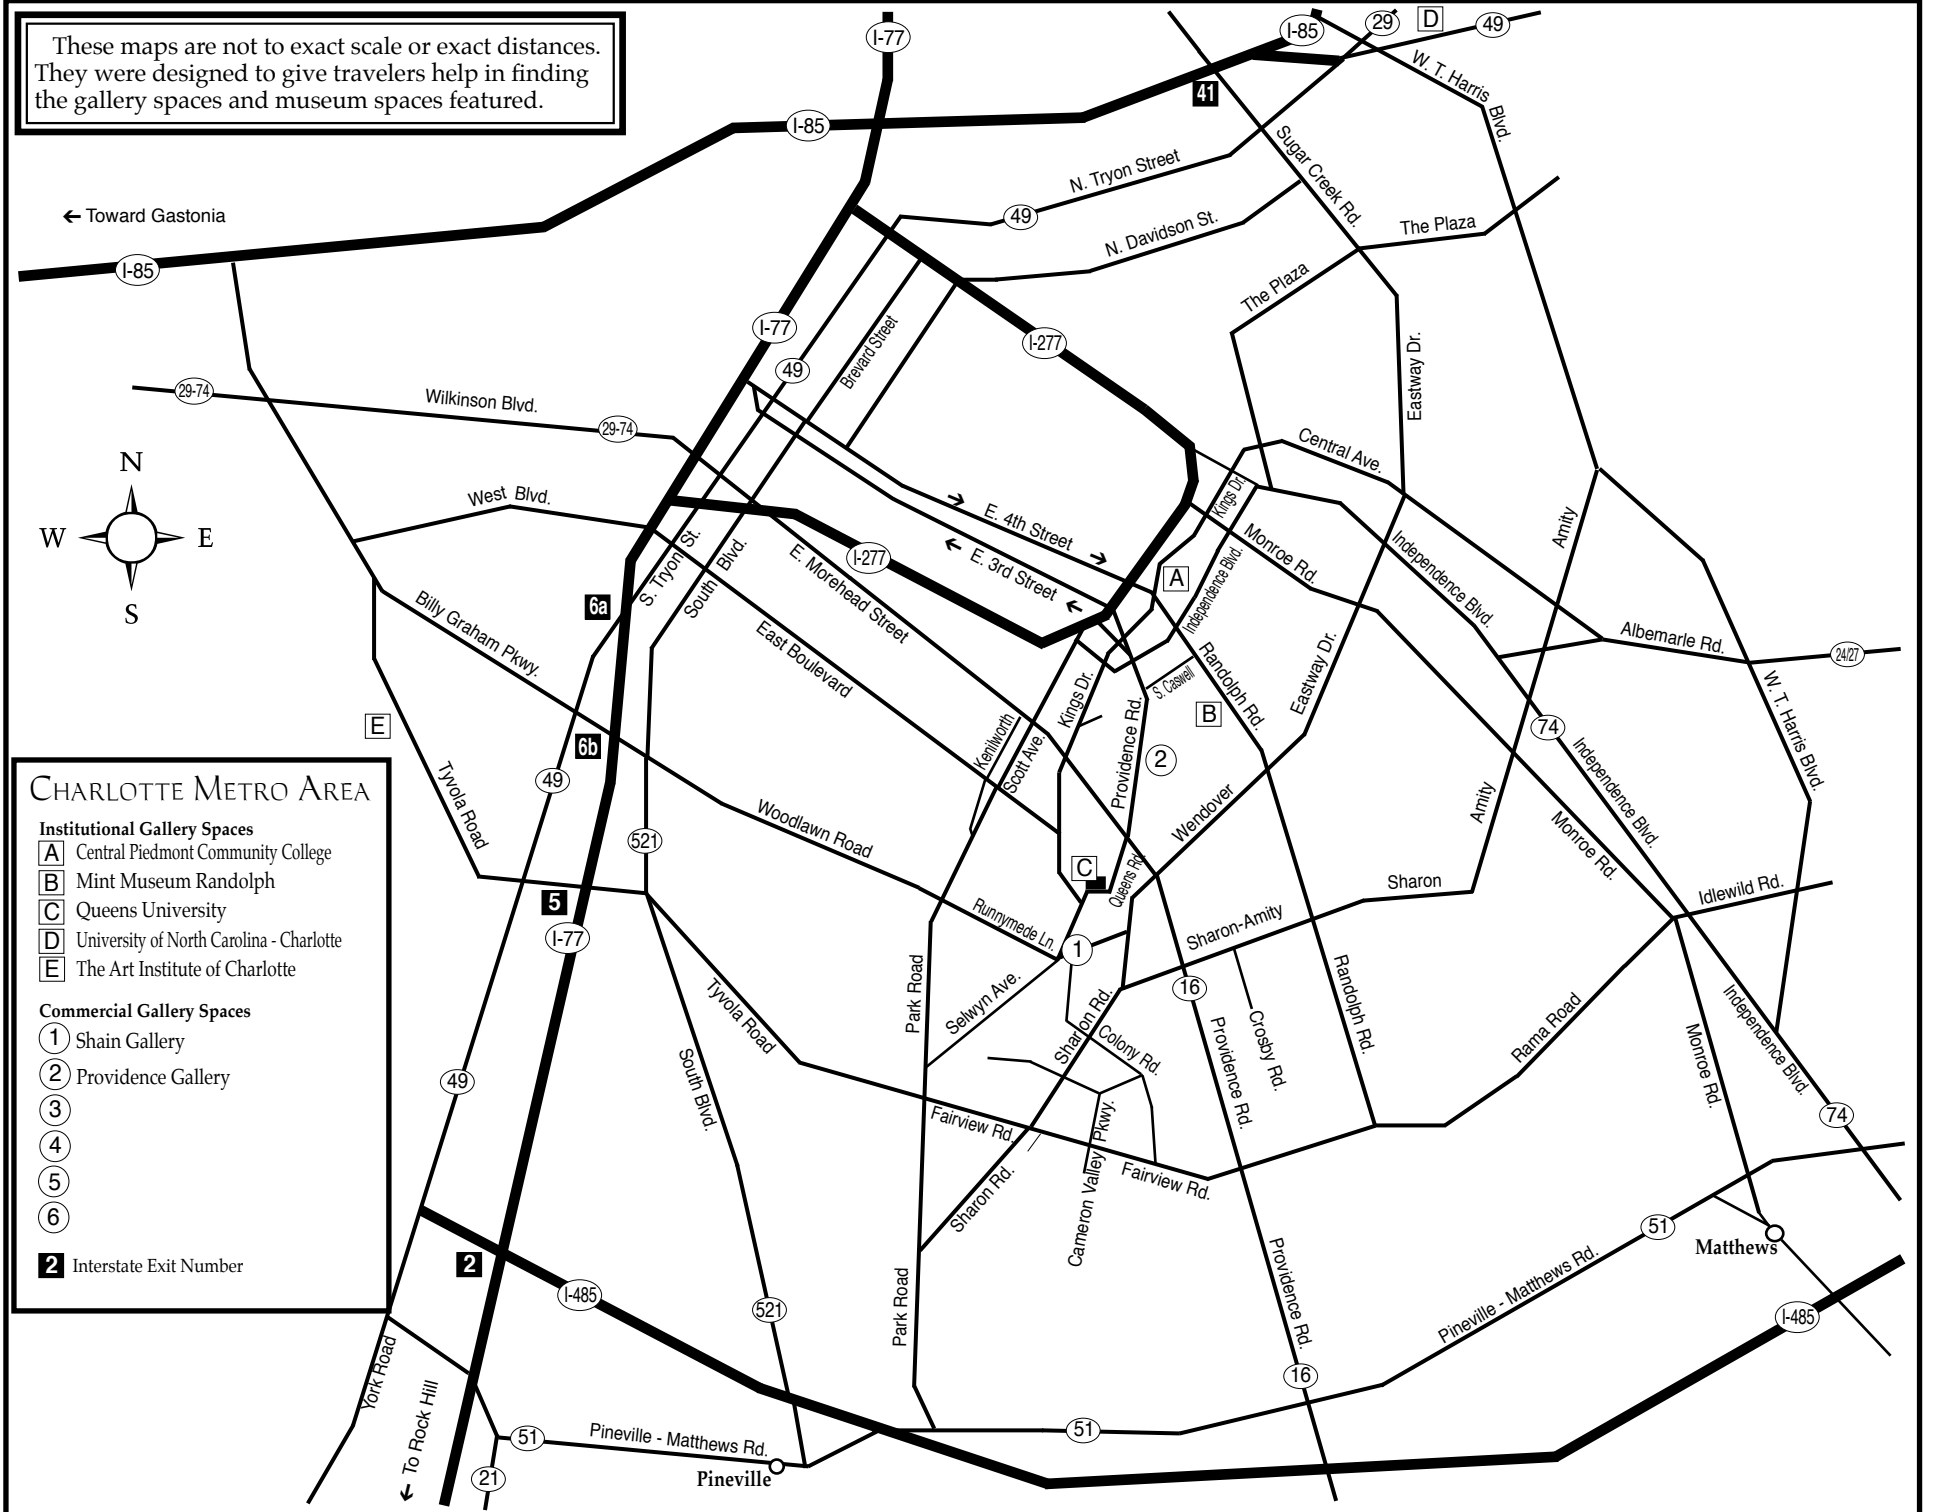 These maps are not to exact scale or exact distances.
They were designed to give travelers help in finding
the gallery spaces and museum spaces featured.
I-77
I-85
29
D
49
W. T. Harris Blvd.
41
I-85
Sugar Creek Rd.
N. Tryon Street
49
N. Davidson St.
The Plaza
← Toward Gastonia
I-85
The Plaza
I-77
I-277
49
Brevard Street
Eastway Dr.
29-74
Wilkinson Blvd.
29-74
Central Ave.
N
W
E
S
West Blvd.
Kings Dr.
E. 4th Street
E. 3rd Street
Monroe Rd.
Independence Blvd.
Amity
S. Tryon St.
South Blvd.
I-277
E. Morehead Street
A
Independence Blvd.
6a
Billy Graham Pkwy.
East Boulevard
Albemarle Rd.
24/27
Randolph Rd.
Eastway Dr.
S. Caswell
Kings Dr.
W. T. Harris Blvd.
E
B
6b
Kenilworth
Scott Ave.
Providence Rd.
74
Independence Blvd.
2
Tyvola Road
49
Woodlawn Road
Wendover
Amity
Monroe Rd.
521
C
Queens Rd.
Sharon
Idlewild Rd.
5
Runnymede Ln.
Sharon-Amity
I-77
1
Selwyn Ave.
Park Road
16
Randolph Rd.
Tyvola Road
Sharon Rd.
Colony Rd.
Crosby Rd.
Providence Rd.
Rama Road
Independence Blvd.
Monroe Rd.
49
South Blvd.
Fairview Rd.
74
Fairview Rd.
Sharon Rd.
Cameron Valley Pkwy.
51
Matthews
2
I-485
521
Park Road
Providence Rd.
Pineville - Matthews Rd.
I-485
York Road
16
← To Rock Hill
51
Pineville - Matthews Rd.
51
Pineville
21
CHARLOTTE METRO AREA
Institutional Gallery Spaces
A Central Piedmont Community College
B Mint Museum Randolph
C Queens University
D University of North Carolina - Charlotte
E The Art Institute of Charlotte
Commercial Gallery Spaces
1 Shain Gallery
2 Providence Gallery
3
4
5
6
2 Interstate Exit Number